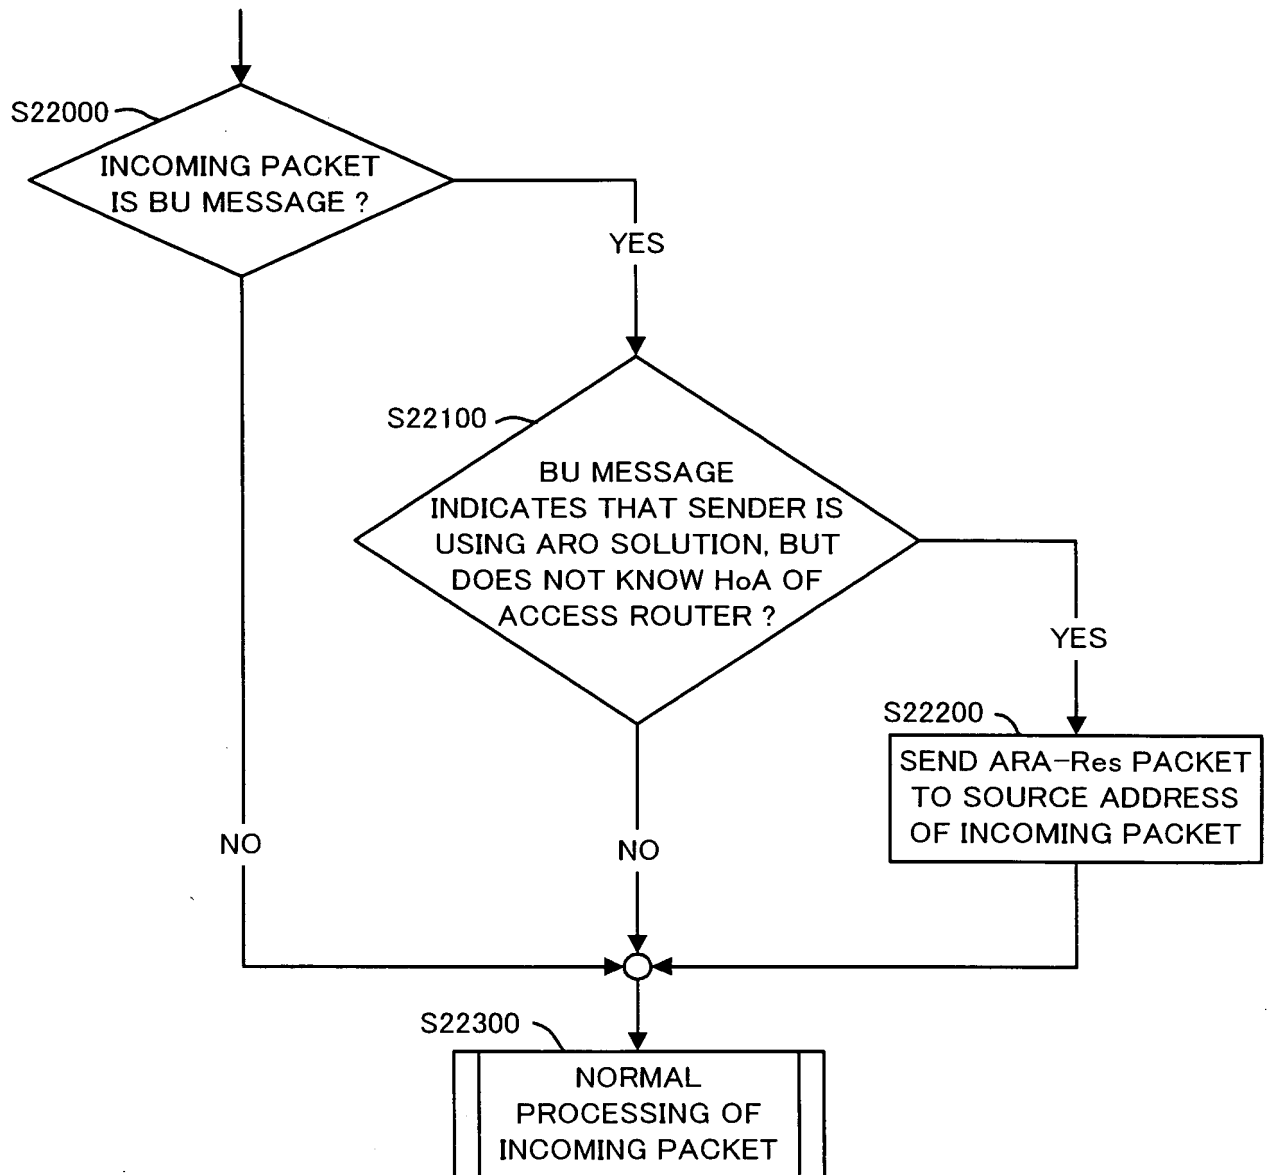 S22000
INCOMING PACKET
IS BU MESSAGE ?
YES
S22100
BU MESSAGE
INDICATES THAT SENDER IS
USING ARO SOLUTION, BUT
DOES NOT KNOW HoA OF
ACCESS ROUTER ?
YES
S22200
SEND ARA-Res PACKET
TO SOURCE ADDRESS
OF INCOMING PACKET
NO
NO
S22300
NORMAL
PROCESSING OF
INCOMING PACKET